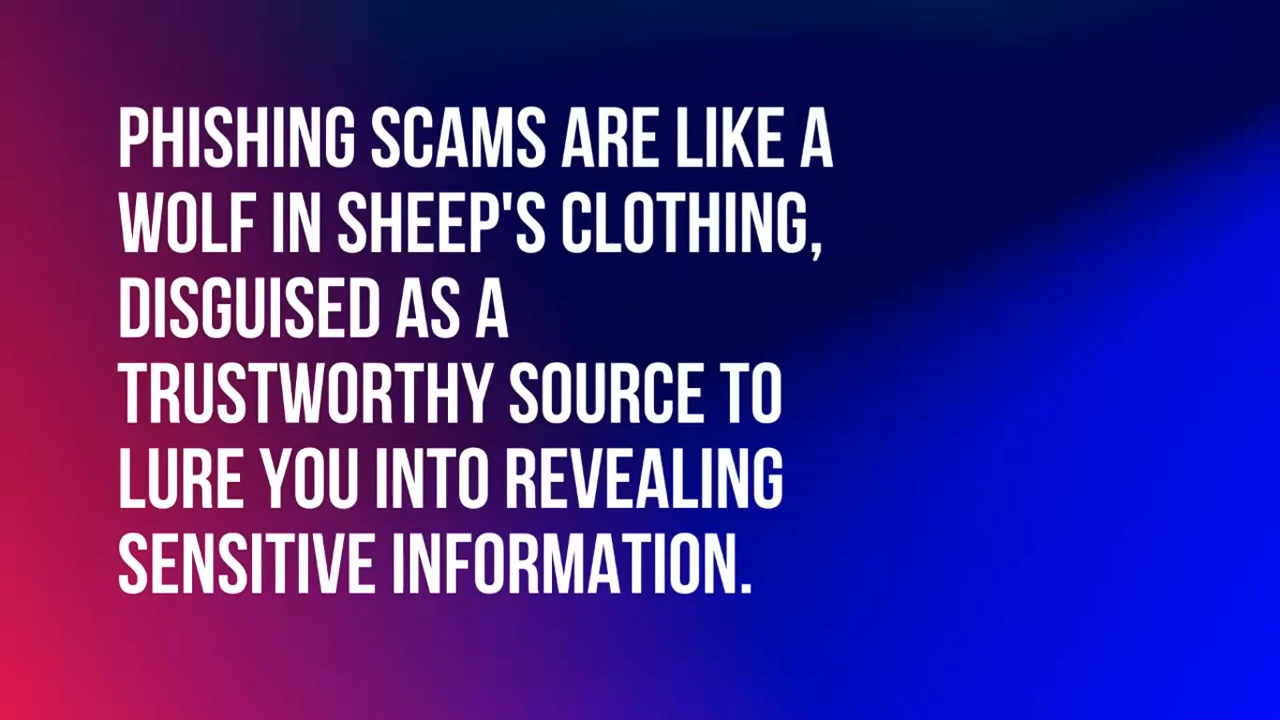 PHISHING SCAMS ARE LIKE A
WOLF IN SHEEP'S CLOTHING,
DISGUISED AS A
TRUSTWORTHY SOURCE TO
LURE YOU INTO REVEALING
SENSITIVE INFORMATION.